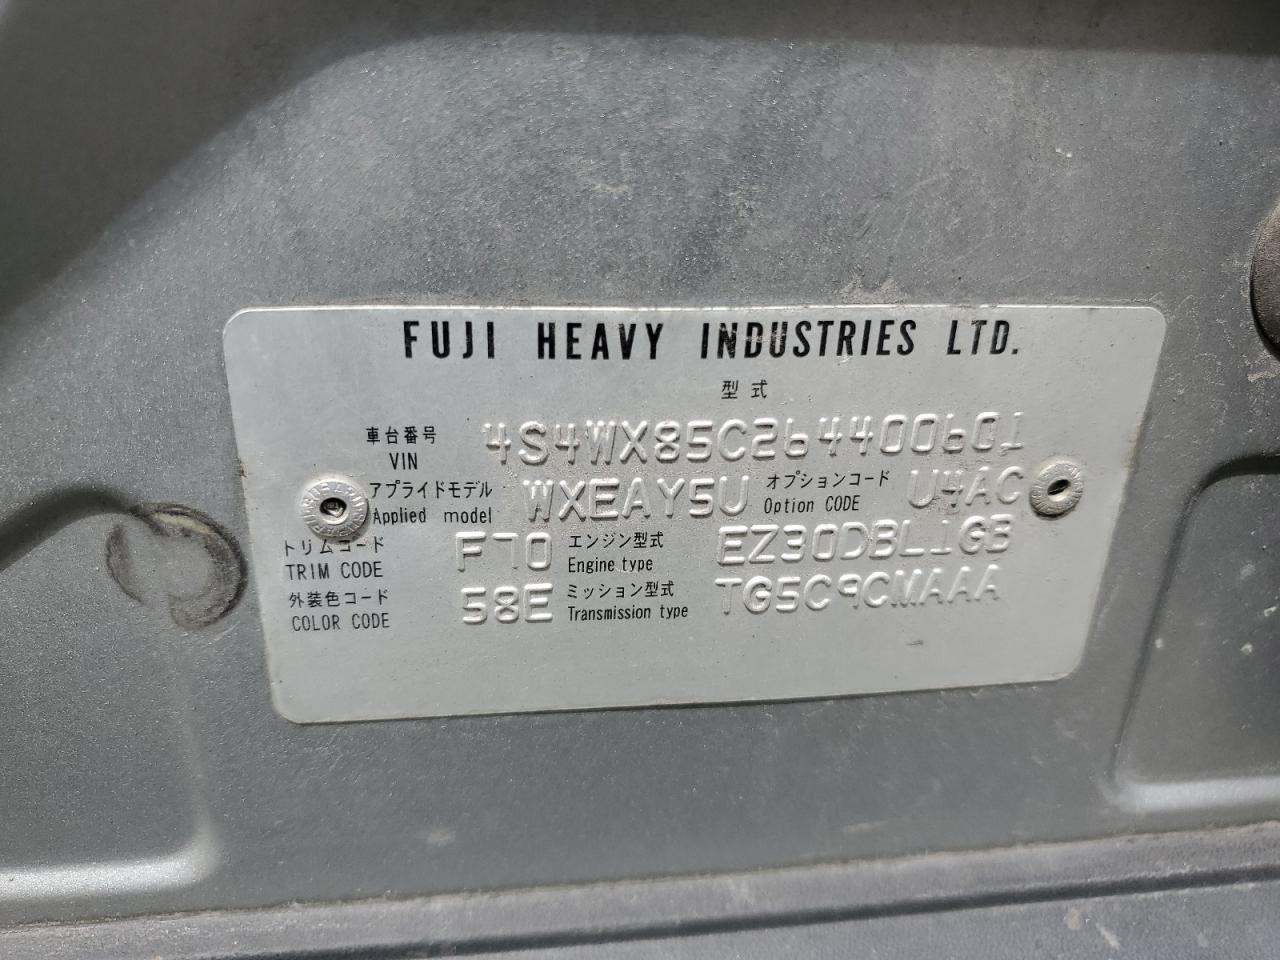 FUJI HEAVY INDUSTRIES LTD.
型式
車台番号 VIN 4S4WX85C264400601
アプライドモデル Applied model WXEAY5U オプションコード Option CODE U4AC
トリムコード TRIM CODE F70 エンジン型式 Engine type EZ30DBL1GB
外装色コード COLOR CODE 58E ミッション型式 Transmission type TG5C9CMAAA